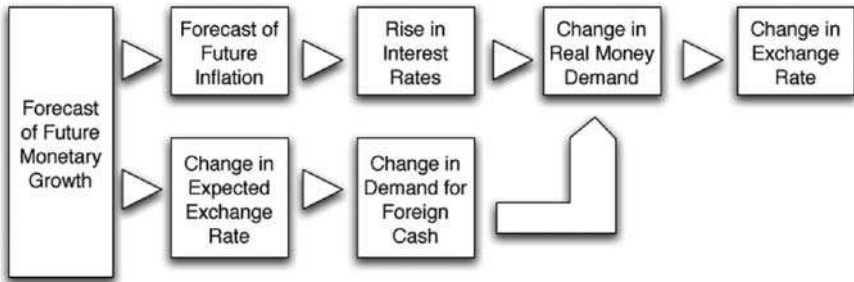 Forecast
of Future
Monetary
Growth
Forecast of
Future
Inflation
Rise in
Interest
Rates
Change in
Real Money
Demand
Change in
Exchange
Rate
Change in
Expected
Exchange
Rate
Change in
Demand for
Foreign
Cash